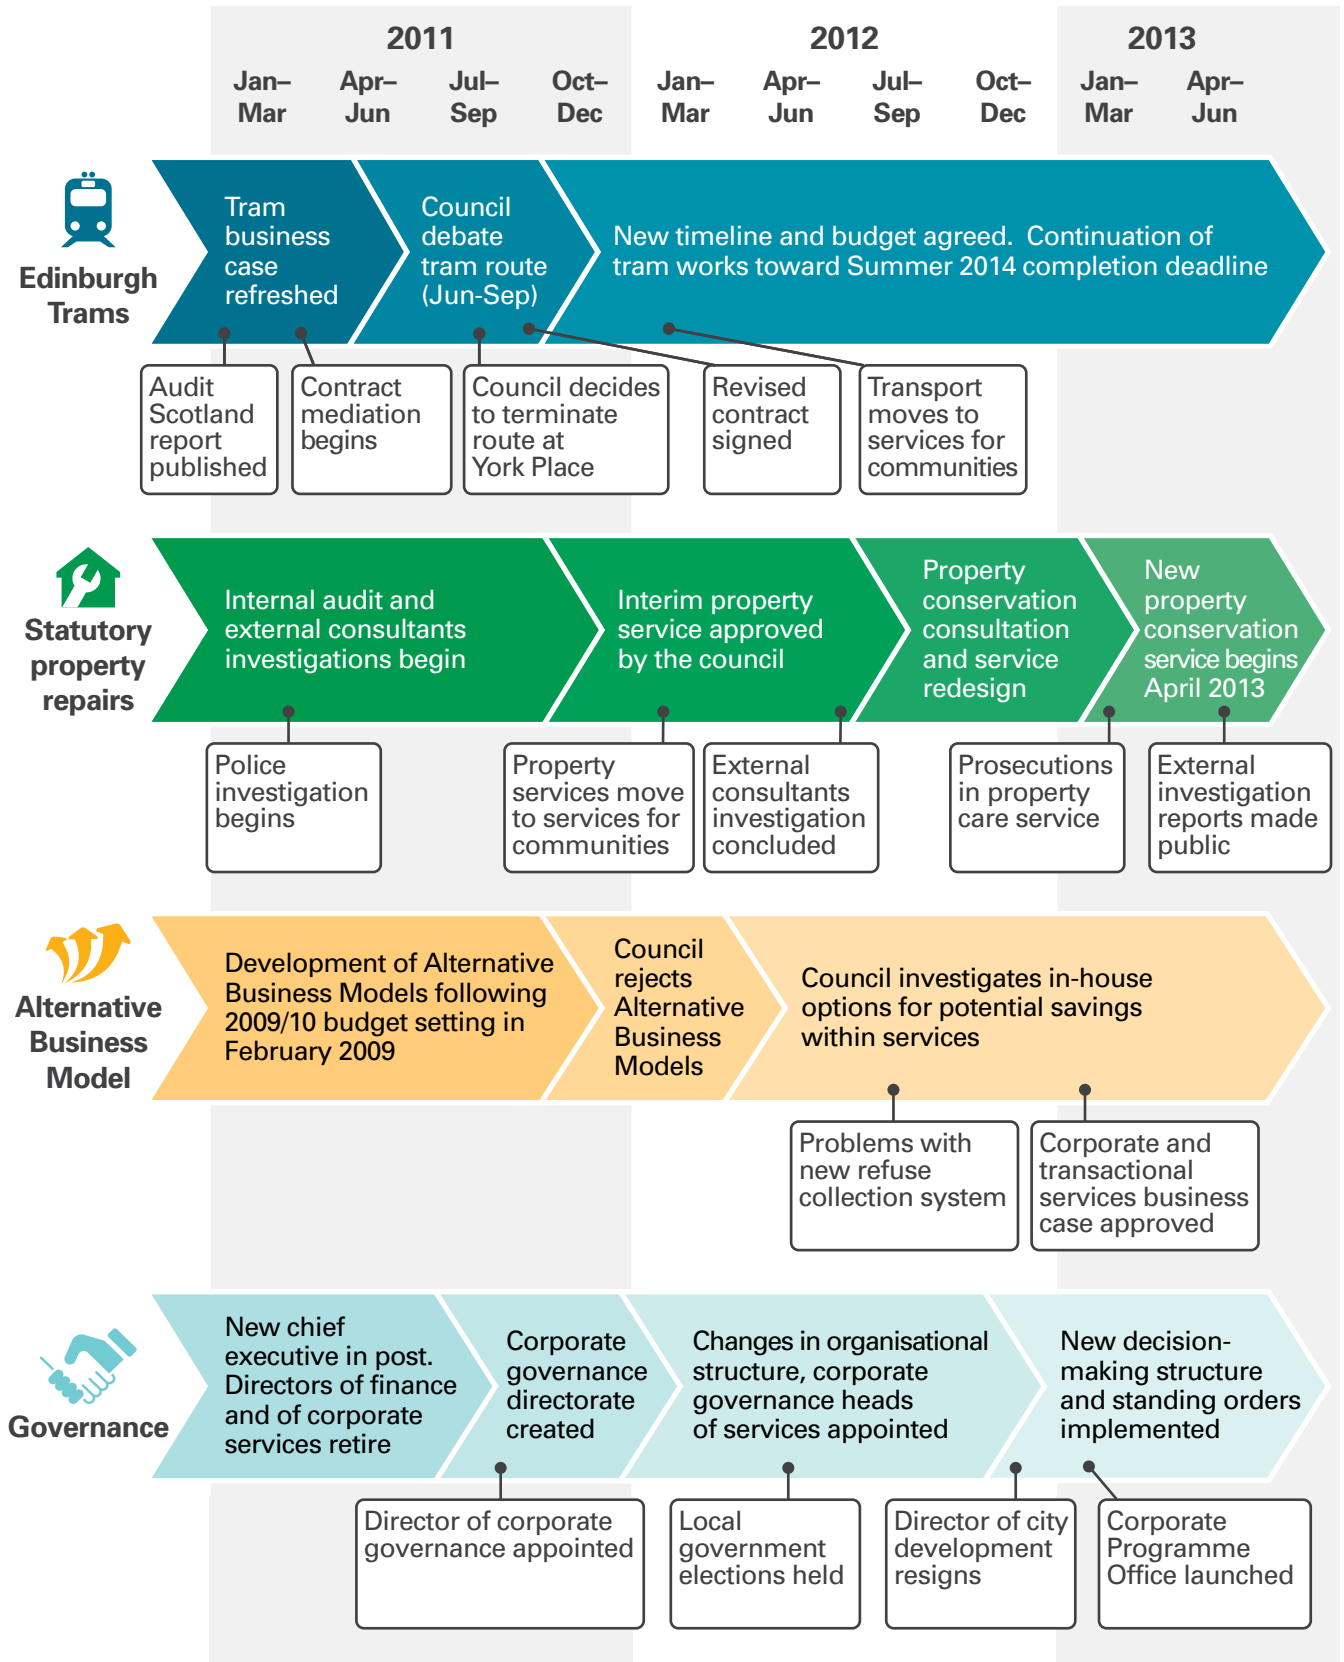 2011
2012
2013
Jan–
Mar
Apr–
Jun
Jul–
Sep
Oct–
Dec
Jan–
Mar
Apr–
Jun
Jul–
Sep
Oct–
Dec
Jan–
Mar
Apr–
Jun
Edinburgh
Trams
Tram
business
case
refreshed
Council
debate
tram route
(Jun-Sep)
New timeline and budget agreed. Continuation of
tram works toward Summer 2014 completion deadline
Audit
Scotland
report
published
Contract
mediation
begins
Council decides
to terminate
route at
York Place
Revised
contract
signed
Transport
moves to
services for
communities
Statutory
property
repairs
Internal audit and
external consultants
investigations begin
Interim property
service approved
by the council
Property
conservation
consultation
and service
redesign
New
property
conservation
service begins
April 2013
Police
investigation
begins
Property
services move
to services for
communities
External
consultants
investigation
concluded
Prosecutions
in property
care service
External
investigation
reports made
public
Alternative
Business
Model
Development of Alternative
Business Models following
2009/10 budget setting in
February 2009
Council
rejects
Alternative
Business
Models
Council investigates in-house
options for potential savings
within services
Problems with
new refuse
collection system
Corporate and
transactional
services business
case approved
Governance
New chief
executive in post.
Directors of finance
and of corporate
services retire
Corporate
governance
directorate
created
Changes in organisational
structure, corporate
governance heads
of services appointed
New decision-
making structure
and standing orders
implemented
Director of corporate
governance appointed
Local
government
elections held
Director of city
development
resigns
Corporate
Programme
Office launched